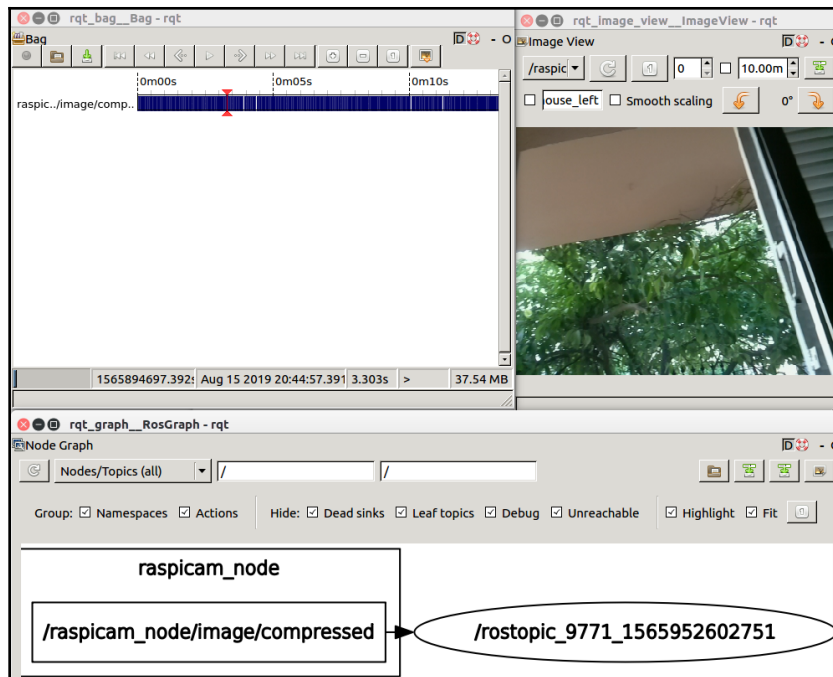 rqt_bag__Bag - rqt
Bag
D - O
0m00s 0m05s 0m10s
raspic../image/comp..
1565894697.392s Aug 15 2019 20:44:57.391 3.303s > 37.54 MB
rqt_image_view__ImageView - rqt
Image View
D - O
/raspic 0 10.00m
mouse_left Smooth scaling 0°
rqt_graph__RosGraph - rqt
Node Graph
D - O
Nodes/Topics (all) / /
Group: Namespaces Actions Hide: Dead sinks Leaf topics Debug Unreachable Highlight Fit
raspicam_node
/raspicam_node/image/compressed
/rostopic_9771_1565952602751